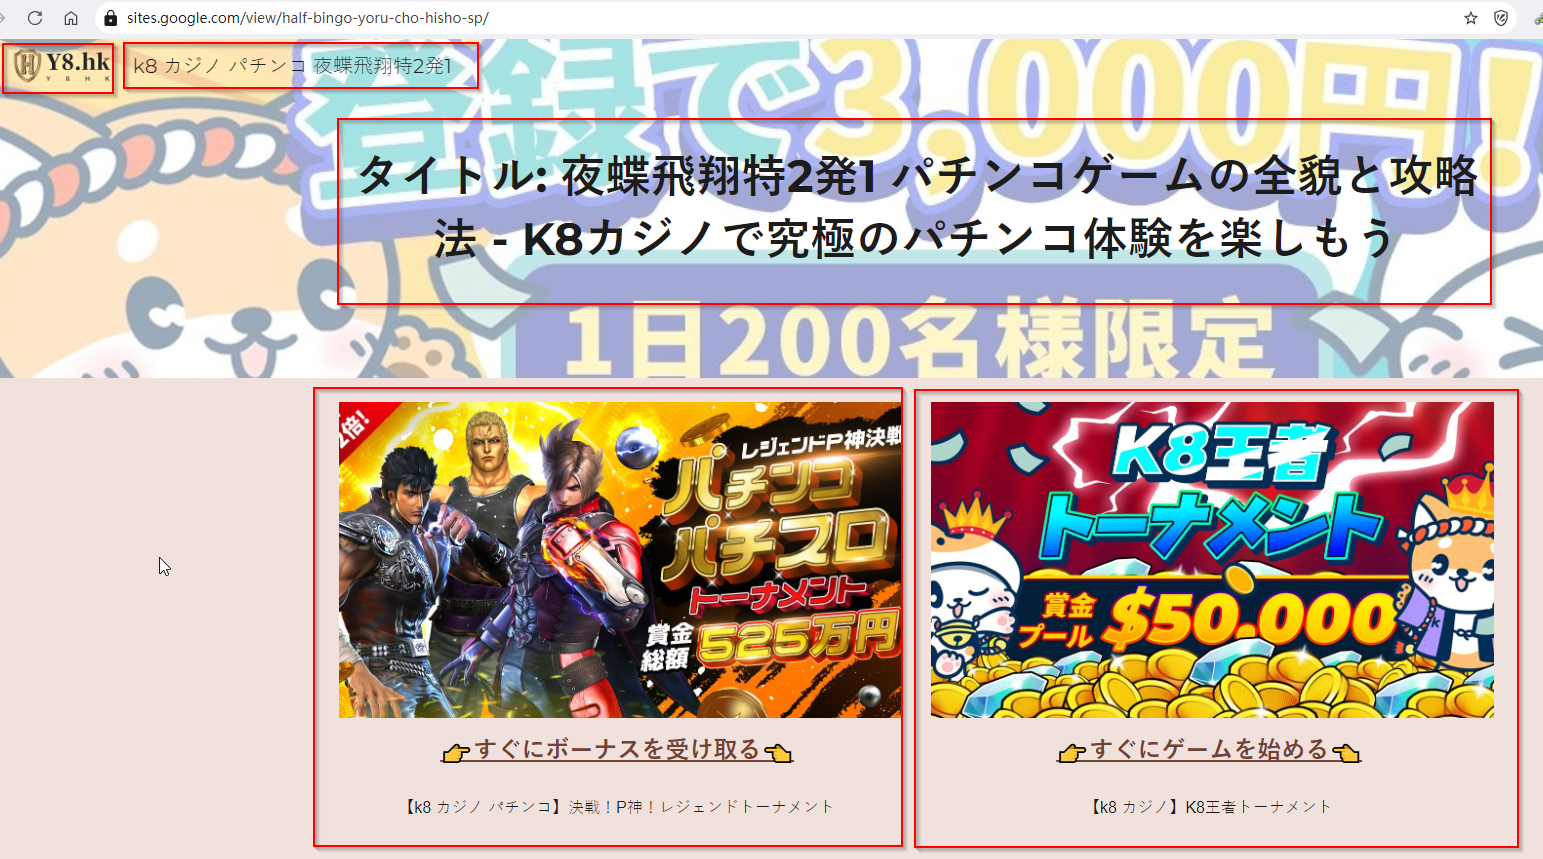 sites.google.com/view/half-bingo-yoru-cho-hisho-sp/
Y8.hk
Y 8 H K
k8 カジノ パチンコ 夜蝶飛翔特2発1
登録で3,000円!
タイトル: 夜蝶飛翔特2発1 パチンコゲームの全貌と攻略
法 - K8カジノで究極のパチンコ体験を楽しもう
1日200名様限定
2倍!
レジェンドP神決戦
パチンコ
パチスロ
トーナメント
賞金
総額
525万円
K8王者
トーナメント
賞金
プール
$50,000
👉すぐにボーナスを受け取る👈
👉すぐにゲームを始める👈
【k8 カジノ パチンコ】決戦！P神！レジェンドトーナメント
【k8 カジノ】K8王者トーナメント